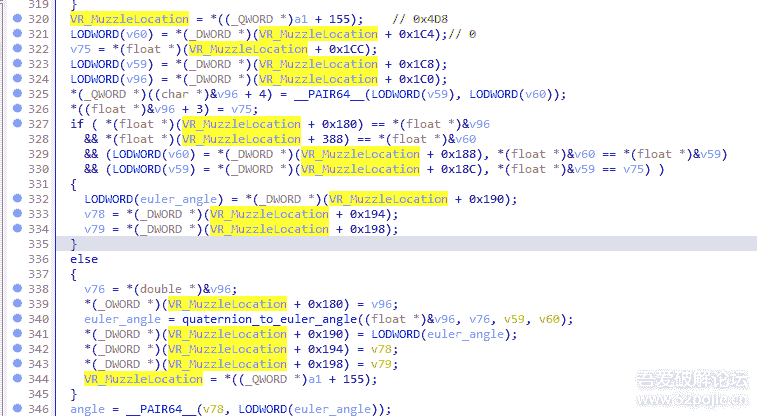 319 }
320 VR_MuzzleLocation = *((_QWORD *)a1 + 155); // 0x4D8
321 LODWORD(v60) = *(_DWORD *)(VR_MuzzleLocation + 0x1C4);// 0
322 v75 = *(float *)(VR_MuzzleLocation + 0x1CC);
323 LODWORD(v59) = *(_DWORD *)(VR_MuzzleLocation + 0x1C8);
324 LODWORD(v96) = *(_DWORD *)(VR_MuzzleLocation + 0x1C0);
325 *(_QWORD *)((char *)&v96 + 4) = __PAIR64__(LODWORD(v59), LODWORD(v60));
326 *((float *)&v96 + 3) = v75;
327 if ( *(float *)(VR_MuzzleLocation + 0x180) == *(float *)&v96
328 && *(float *)(VR_MuzzleLocation + 388) == *(float *)&v60
329 && (LODWORD(v60) = *(_DWORD *)(VR_MuzzleLocation + 0x188), *(float *)&v60 == *(float *)&v59)
330 && (LODWORD(v59) = *(_DWORD *)(VR_MuzzleLocation + 0x18C), *(float *)&v59 == v75) )
331 {
332 LODWORD(euler_angle) = *(_DWORD *)(VR_MuzzleLocation + 0x190);
333 v78 = *(_DWORD *)(VR_MuzzleLocation + 0x194);
334 v79 = *(_DWORD *)(VR_MuzzleLocation + 0x198);
335 }
336 else
337 {
338 v76 = *(double *)&v96;
339 *(_OWORD *)(VR_MuzzleLocation + 0x180) = v96;
340 euler_angle = quaternion_to_euler_angle((float *)&v96, v76, v59, v60);
341 *(_DWORD *)(VR_MuzzleLocation + 0x190) = LODWORD(euler_angle);
342 *(_DWORD *)(VR_MuzzleLocation + 0x194) = v78;
343 *(_DWORD *)(VR_MuzzleLocation + 0x198) = v79;
344 VR_MuzzleLocation = *((_QWORD *)a1 + 155);
345 }
346 angle = __PAIR64__(v78, LODWORD(euler_angle));
吾爱破解论坛
www.52pojie.cn